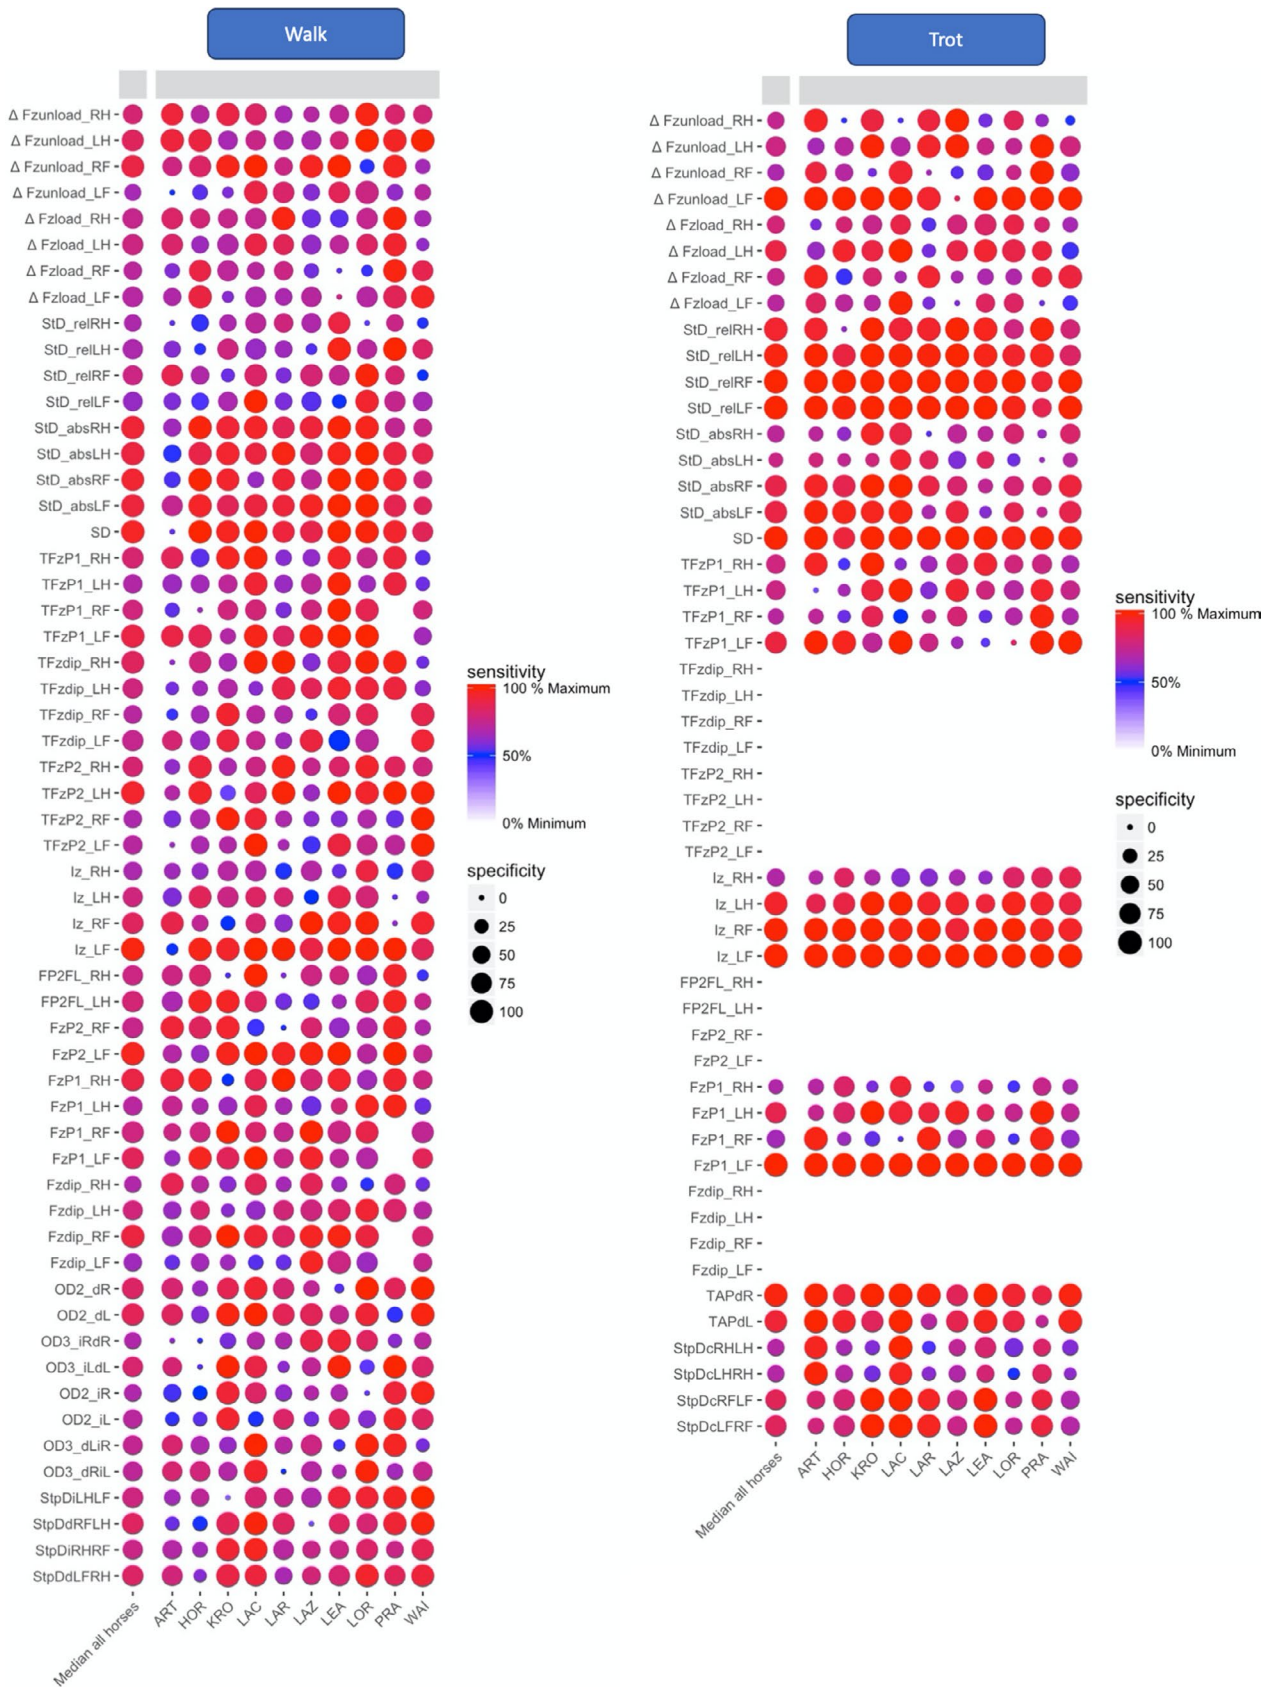 Walk
Δ Fzunload_RH
Δ Fzunload_LH
Δ Fzunload_RF
Δ Fzunload_LF
Δ Fzload_RH
Δ Fzload_LH
Δ Fzload_RF
Δ Fzload_LF
StD_relRH
StD_relLH
StD_relRF
StD_relLF
StD_absRH
StD_absLH
StD_absRF
StD_absLF
SD
TFzP1_RH
TFzP1_LH
TFzP1_RF
TFzP1_LF
TFzdip_RH
TFzdip_LH
TFzdip_RF
TFzdip_LF
TFzP2_RH
TFzP2_LH
TFzP2_RF
TFzP2_LF
Iz_RH
Iz_LH
Iz_RF
Iz_LF
FP2FL_RH
FP2FL_LH
FzP2_RF
FzP2_LF
FzP1_RH
FzP1_LH
FzP1_RF
FzP1_LF
Fzdip_RH
Fzdip_LH
Fzdip_RF
Fzdip_LF
OD2_dR
OD2_dL
OD3_iRdR
OD3_iLdL
OD2_iR
OD2_iL
OD3_dLiR
OD3_dRiL
StpDiLHLF
StpDdRFLH
StpDiRHRF
StpDdLFRH
Median all horses
ART
HOR
KRO
LAC
LAR
LAZ
LEA
LOR
PRA
WAI
sensitivity
100 % Maximum
50%
0% Minimum
specificity
0
25
50
75
100
Trot
Δ Fzunload_RH
Δ Fzunload_LH
Δ Fzunload_RF
Δ Fzunload_LF
Δ Fzload_RH
Δ Fzload_LH
Δ Fzload_RF
Δ Fzload_LF
StD_relRH
StD_relLH
StD_relRF
StD_relLF
StD_absRH
StD_absLH
StD_absRF
StD_absLF
SD
TFzP1_RH
TFzP1_LH
TFzP1_RF
TFzP1_LF
TFzdip_RH
TFzdip_LH
TFzdip_RF
TFzdip_LF
TFzP2_RH
TFzP2_LH
TFzP2_RF
TFzP2_LF
Iz_RH
Iz_LH
Iz_RF
Iz_LF
FP2FL_RH
FP2FL_LH
FzP2_RF
FzP2_LF
FzP1_RH
FzP1_LH
FzP1_RF
FzP1_LF
Fzdip_RH
Fzdip_LH
Fzdip_RF
Fzdip_LF
TAPdR
TAPdL
StpDcRHLH
StpDcLHRH
StpDcRFLF
StpDcLFRF
Median all horses
ART
HOR
KRO
LAC
LAR
LAZ
LEA
LOR
PRA
WAI
sensitivity
100 % Maximum
50%
0% Minimum
specificity
0
25
50
75
100